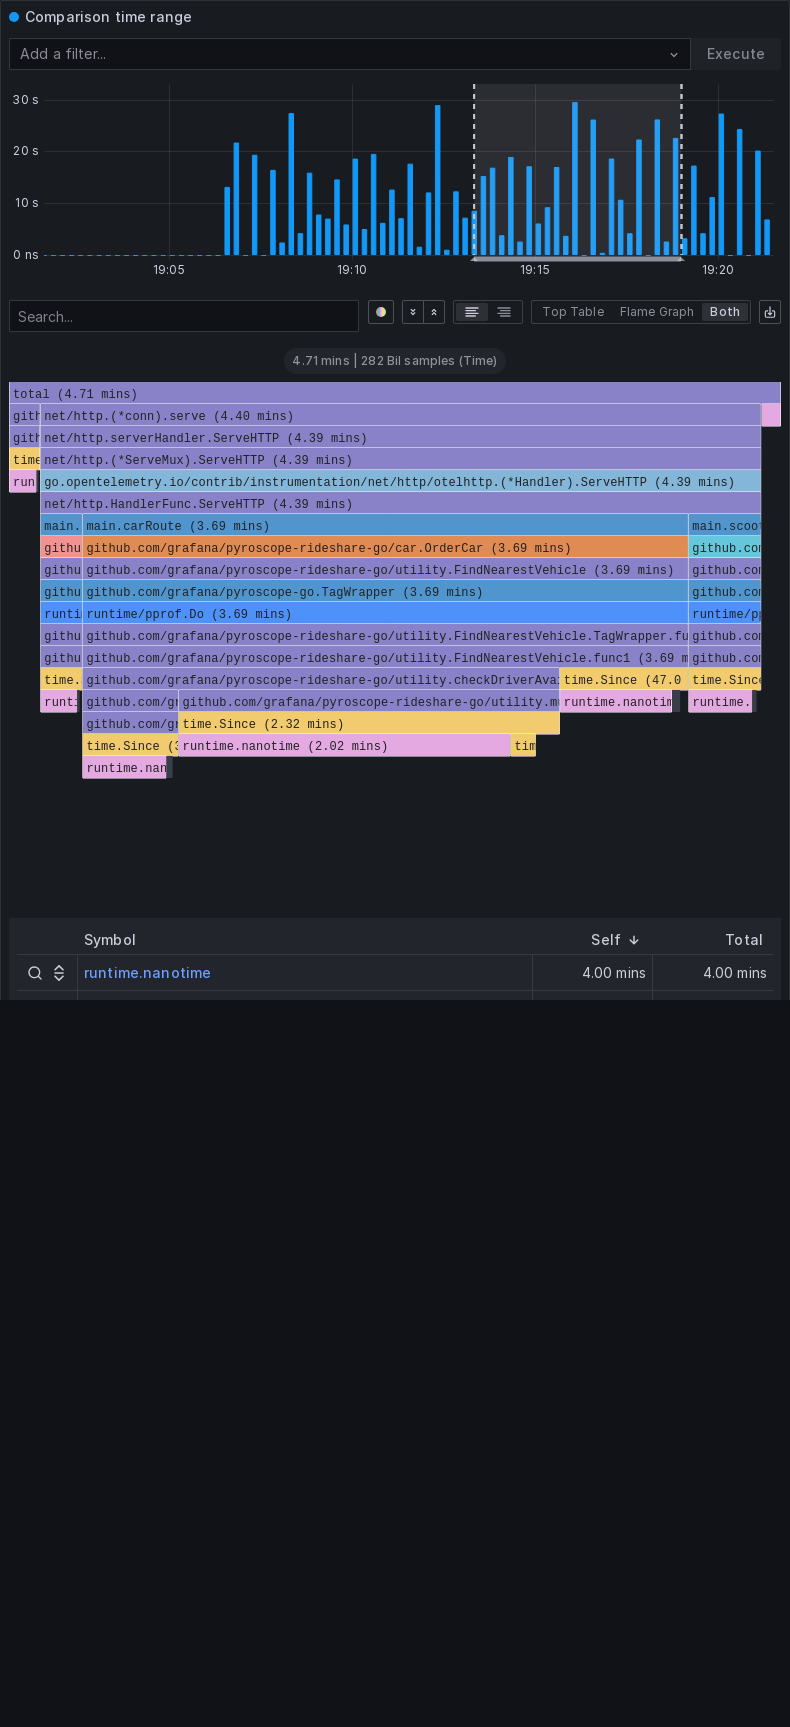 Comparison time range
Add a filter... Execute
30 s
20 s
10 s
0 ns
19:05 19:10 19:15 19:20
Search... Top Table Flame Graph Both
4.71 mins | 282 Bil samples (Time)
total (4.71 mins)
gith net/http.(*conn).serve (4.40 mins)
gith net/http.serverHandler.ServeHTTP (4.39 mins)
time net/http.(*ServeMux).ServeHTTP (4.39 mins)
run go.opentelemetry.io/contrib/instrumentation/net/http/otelhttp.(*Handler).ServeHTTP (4.39 mins)
net/http.HandlerFunc.ServeHTTP (4.39 mins)
main. main.carRoute (3.69 mins) main.scoot
githu github.com/grafana/pyroscope-rideshare-go/car.OrderCar (3.69 mins) github.com
githu github.com/grafana/pyroscope-rideshare-go/utility.FindNearestVehicle (3.69 mins) github.com
githu github.com/grafana/pyroscope-go.TagWrapper (3.69 mins) github.com
runti runtime/pprof.Do (3.69 mins) runtime/pp
githu github.com/grafana/pyroscope-rideshare-go/utility.FindNearestVehicle.TagWrapper.fu github.com
githu github.com/grafana/pyroscope-rideshare-go/utility.FindNearestVehicle.func1 (3.69 m github.com
time. github.com/grafana/pyroscope-rideshare-go/utility.checkDriverAvai time.Since (47.0 time.Since
runti github.com/gr github.com/grafana/pyroscope-rideshare-go/utility.mu runtime.nanotim runtime.
github.com/gr time.Since (2.32 mins)
time.Since (3 runtime.nanotime (2.02 mins) tim
runtime.nan
Symbol Self Total
runtime.nanotime 4.00 mins 4.00 mins